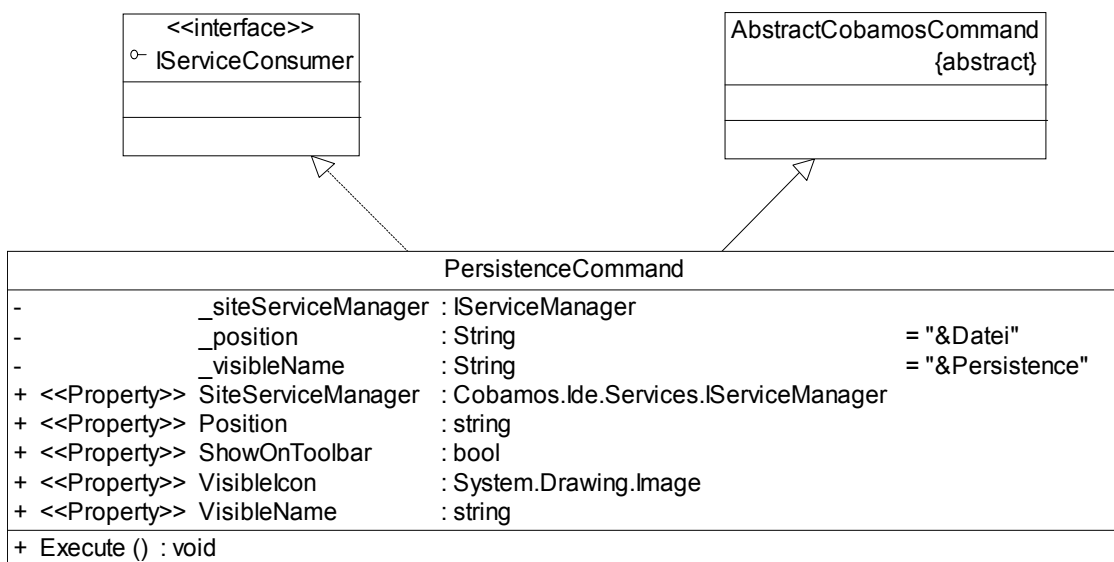 <<interface>>
IServiceConsumer
AbstractCobamosCommand
{abstract}
PersistenceCommand
- _siteServiceManager : IServiceManager
- _position : String = "&Datei"
- _visibleName : String = "&Persistence"
+ <<Property>> SiteServiceManager : Cobamos.Ide.Services.IServiceManager
+ <<Property>> Position : string
+ <<Property>> ShowOnToolbar : bool
+ <<Property>> VisibleIcon : System.Drawing.Image
+ <<Property>> VisibleName : string
+ Execute () : void